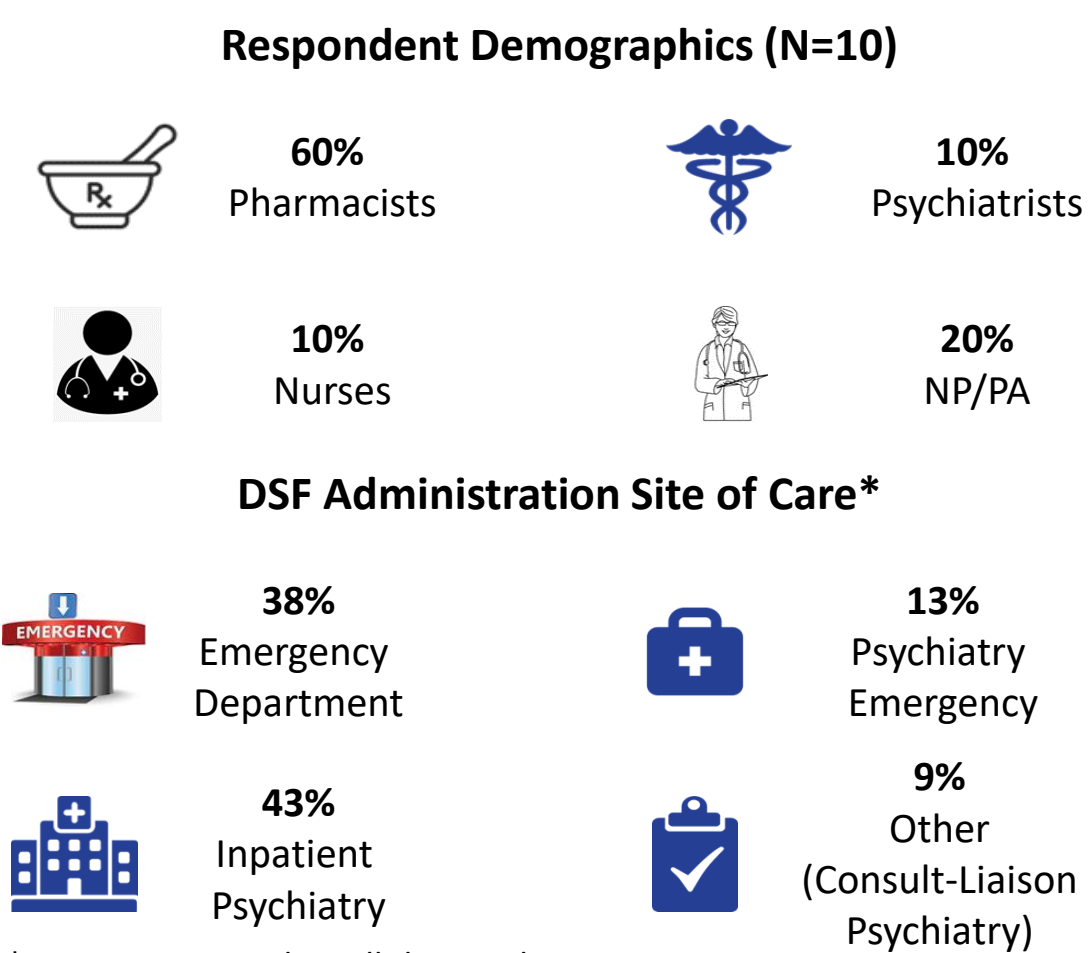 Respondent Demographics (N=10)
60%
Pharmacists
10%
Psychiatrists
10%
Nurses
20%
NP/PA
DSF Administration Site of Care*
EMERGENCY
38%
Emergency
Department
13%
Psychiatry
Emergency
43%
Inpatient
Psychiatry
9%
Other
(Consult-Liaison
Psychiatry)
Rx